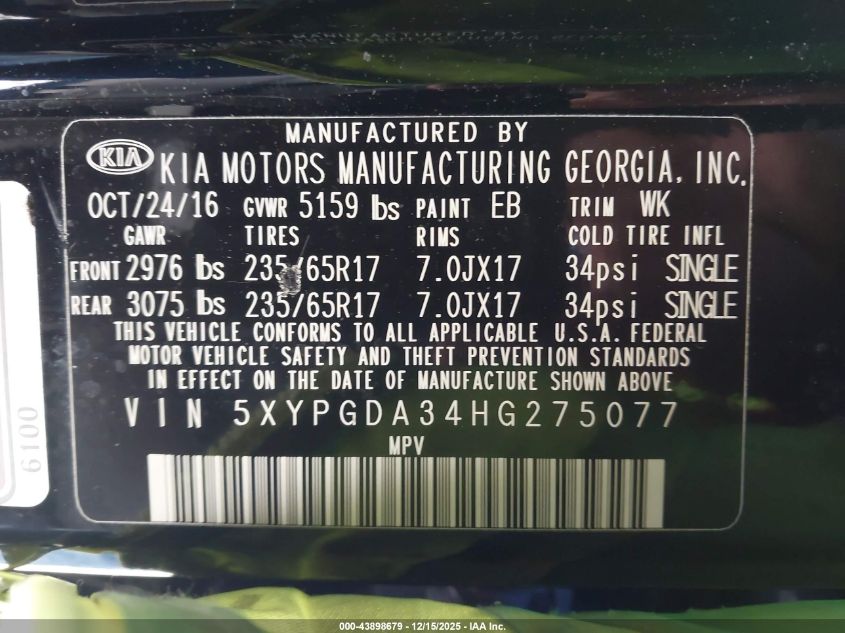 MANUFACTURED BY
KIA KIA MOTORS MANUFACTURING GEORGIA, INC.
OCT/24/16 GVWR 5159 lbs PAINT EB TRIM WK
GAWR TIRES RIMS COLD TIRE INFL
FRONT 2976 lbs 235/65R17 7.0JX17 34psi SINGLE
REAR 3075 lbs 235/65R17 7.0JX17 34psi SINGLE
THIS VEHICLE CONFORMS TO ALL APPLICABLE U.S.A. FEDERAL
MOTOR VEHICLE SAFETY AND THEFT PREVENTION STANDARDS
IN EFFECT ON THE DATE OF MANUFACTURE SHOWN ABOVE
VIN 5XYPGDA34HG275077
MPV
6100
000-43898679 - 12/15/2025 - IAA Inc.